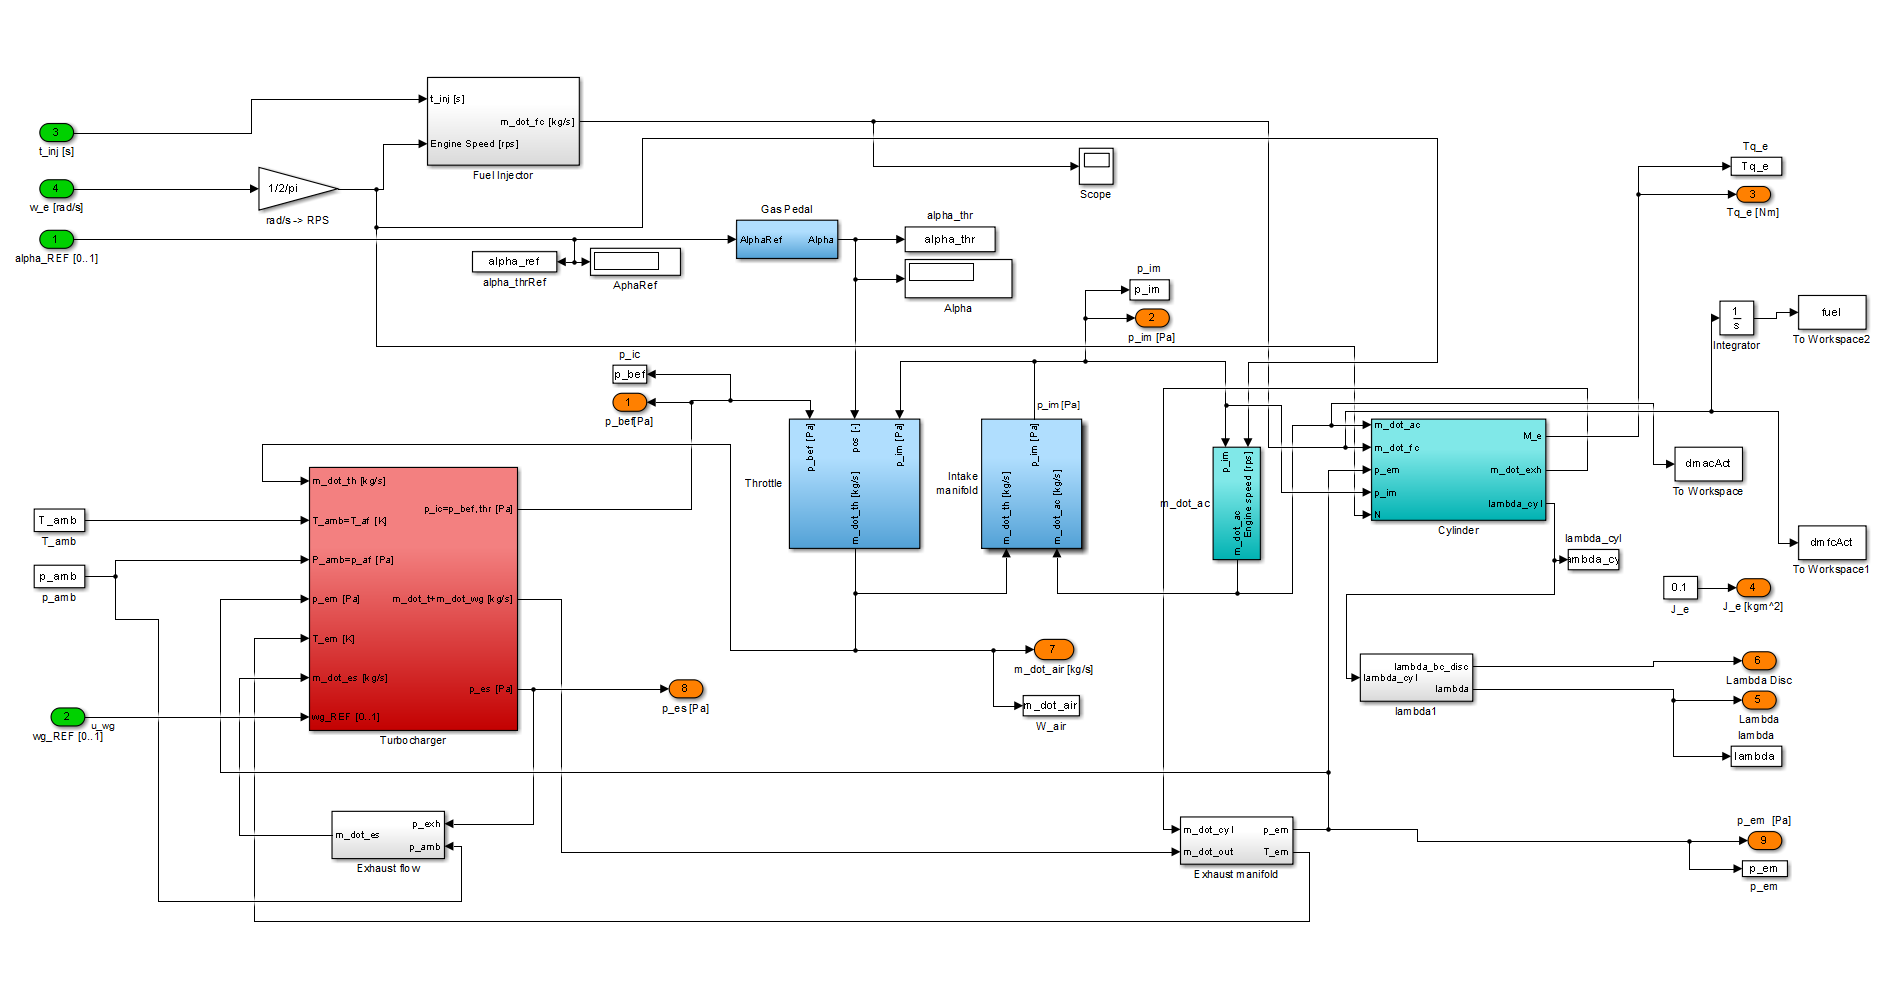 3
t_inj [s]
4
w_e [rad/s]
1
alpha_REF [0..1]
1/2/pi
rad/s -> RPS
t_inj [s]
m_dot_fc [kg/s]
Engine Speed [rps]
Fuel Injector
Scope
Gas Pedal
AlphaRef
Alpha
alpha_ref
alpha_thrRef
AphaRef
alpha_thr
alpha_thr
Alpha
p_im
p_im
2
p_im [Pa]
Tq_e
Tq_e
3
Tq_e [Nm]
1
s
Integrator
fuel
To Workspace2
p_ic
p_bef
1
p_bef[Pa]
p_bef [Pa]
pos [-]
p_im [Pa]
m_dot_th [kg/s]
Throttle
p_im [Pa]
p_im [Pa]
m_dot_th [kg/s]
m_dot_ac [kg/s]
Intake
manifold
p_im
Engine speed [rps]
m_dot_ac
m_dot_ac
m_dot_ac
m_dot_fc
p_em
p_im
N
M_e
m_dot_exh
lambda_cyl
Cylinder
dmacAct
To Workspace
dmfcAct
To Workspace1
lambda_cyl
ambda_cy
0.1
J_e
4
J_e [kgm^2]
T_amb
T_amb
p_amb
p_amb
2
u_wg
wg_REF [0..1]
m_dot_th [kg/s]
T_amb=T_af [K]
P_amb=p_af [Pa]
p_em [Pa]
T_em [K]
m_dot_es [kg/s]
wg_REF [0..1]
p_ic=p_bef,thr [Pa]
m_dot_t+m_dot_wg [kg/s]
p_es [Pa]
Turbocharger
8
p_es [Pa]
7
m_dot_air [kg/s]
m_dot_air
W_air
lambda_cyl
lambda_bc_disc
lambda
lambda1
6
Lambda Disc
5
Lambda
lambda
lambda
m_dot_es
p_exh
p_amb
Exhaust flow
m_dot_cyl
m_dot_out
p_em
T_em
Exhaust manifold
p_em [Pa]
9
p_em
p_em